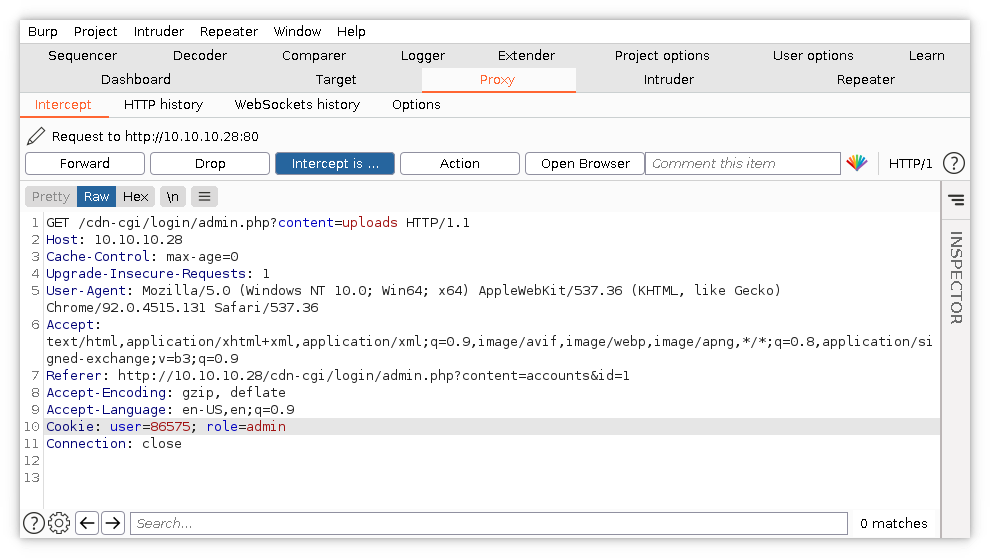 Burp Project Intruder Repeater Window Help
Sequencer Decoder Comparer Logger Extender Project options User options Learn
Dashboard Target Proxy Intruder Repeater
Intercept HTTP history WebSockets history Options
Request to http://10.10.10.28:80
Forward Drop Intercept is ... Action Open Browser Comment this item HTTP/1 ?
Pretty Raw Hex \n
INSPECTOR
1 GET /cdn-cgi/login/admin.php?content=uploads HTTP/1.1
2 Host: 10.10.10.28
3 Cache-Control: max-age=0
4 Upgrade-Insecure-Requests: 1
5 User-Agent: Mozilla/5.0 (Windows NT 10.0; Win64; x64) AppleWebKit/537.36 (KHTML, like Gecko)
Chrome/92.0.4515.131 Safari/537.36
6 Accept:
text/html,application/xhtml+xml,application/xml;q=0.9,image/avif,image/webp,image/apng,*/*;q=0.8,application/si
gned-exchange;v=b3;q=0.9
7 Referer: http://10.10.10.28/cdn-cgi/login/admin.php?content=accounts&id=1
8 Accept-Encoding: gzip, deflate
9 Accept-Language: en-US,en;q=0.9
10 Cookie: user=86575; role=admin
11 Connection: close
12
13
? Search... 0 matches